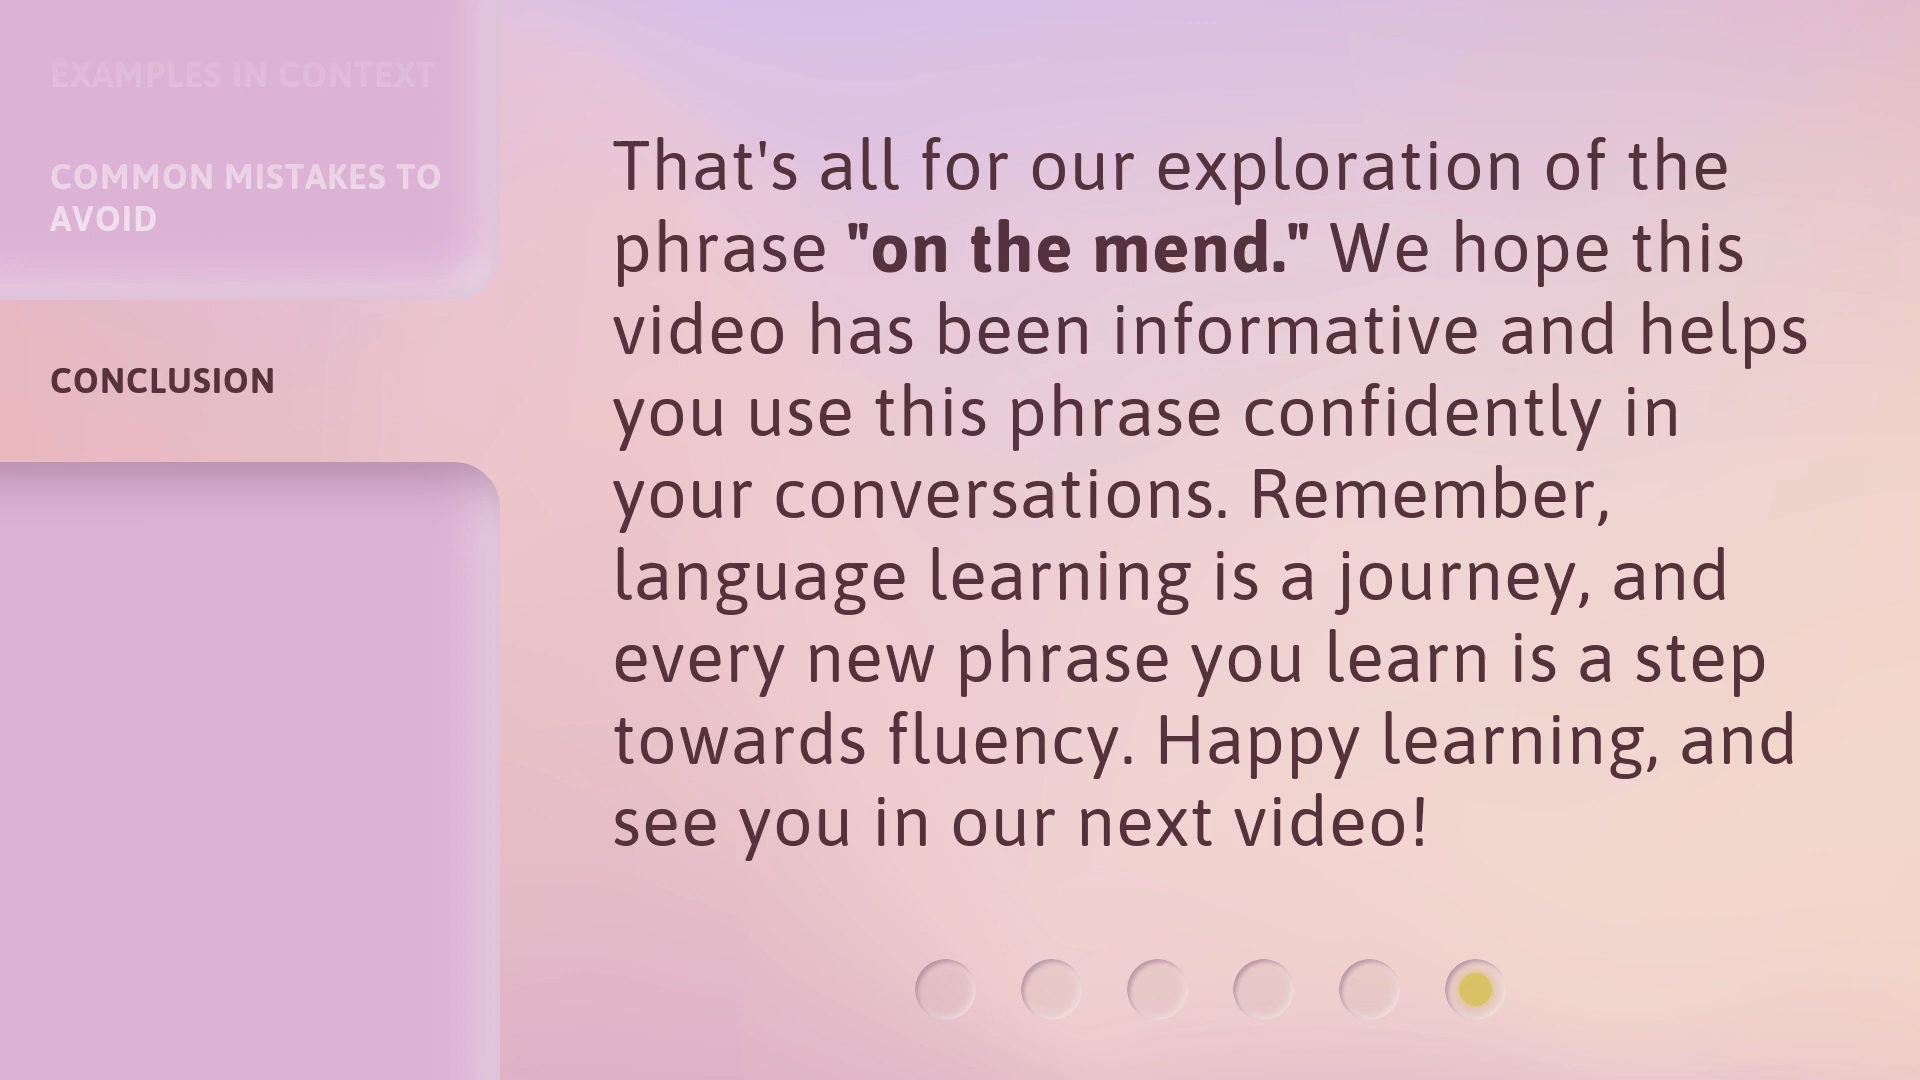 EXAMPLES IN CONTEXT
COMMON MISTAKES TO
AVOID
CONCLUSION
That's all for our exploration of the
phrase "on the mend." We hope this
video has been informative and helps
you use this phrase confidently in
your conversations. Remember,
language learning is a journey, and
every new phrase you learn is a step
towards fluency. Happy learning, and
see you in our next video!